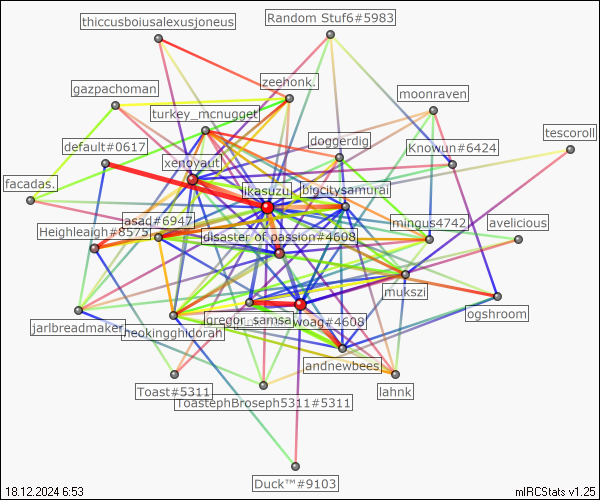 thiccusboiusalexusjoneus
Random Stuf6#5983
zeehonk.
gazpachoman
moonraven
turkey_mcnugget
tescoroll
doggerdig
default#0617
Knowun#6424
xenoyaut
facadas.
ikasuzu
bigcitysamurai
asad#6947
mingus4742
avelicious
Heighleigh#8575
disaster of passion#4608
mukszi
ogshroom
gregor_samsa
woag#4608
jarlbreadmaker
heokingghdorah
andnewbees
Toast#5311
ToastephBroseph5311#5311
lahnk
Duck™#9103
18.12.2024 6:53
mIRCStats v1.25